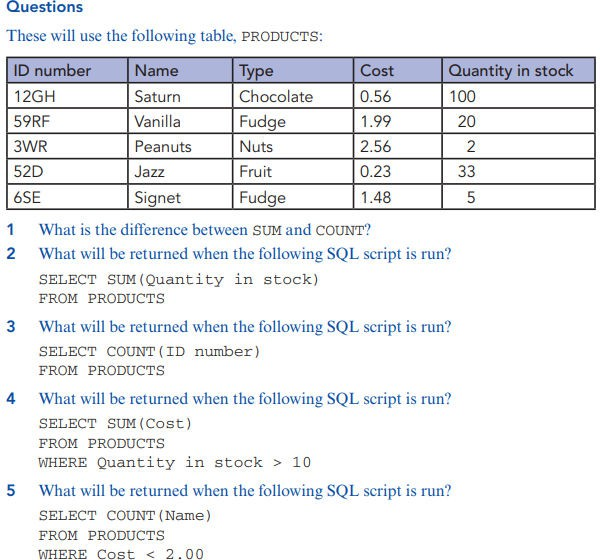 Questions
These will use the following table, PRODUCTS:
ID number Name Type Cost Quantity in stock
12GH Saturn Chocolate 0.56 100
59RF Vanilla Fudge 1.99 20
3WR Peanuts Nuts 2.56 2
52D Jazz Fruit 0.23 33
6SE Signet Fudge 1.48 5
1 What is the difference between SUM and COUNT?
2 What will be returned when the following SQL script is run?
SELECT SUM(Quantity in stock)
FROM PRODUCTS
3 What will be returned when the following SQL script is run?
SELECT COUNT(ID number)
FROM PRODUCTS
4 What will be returned when the following SQL script is run?
SELECT SUM(Cost)
FROM PRODUCTS
WHERE Quantity in stock > 10
5 What will be returned when the following SQL script is run?
SELECT COUNT(Name)
FROM PRODUCTS
WHERE Cost < 2.00